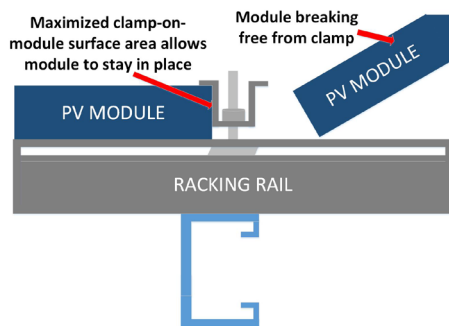 Maximized clamp-on-
module surface area allows
module to stay in place
Module breaking
free from clamp
PV MODULE
PV MODULE
RACKING RAIL